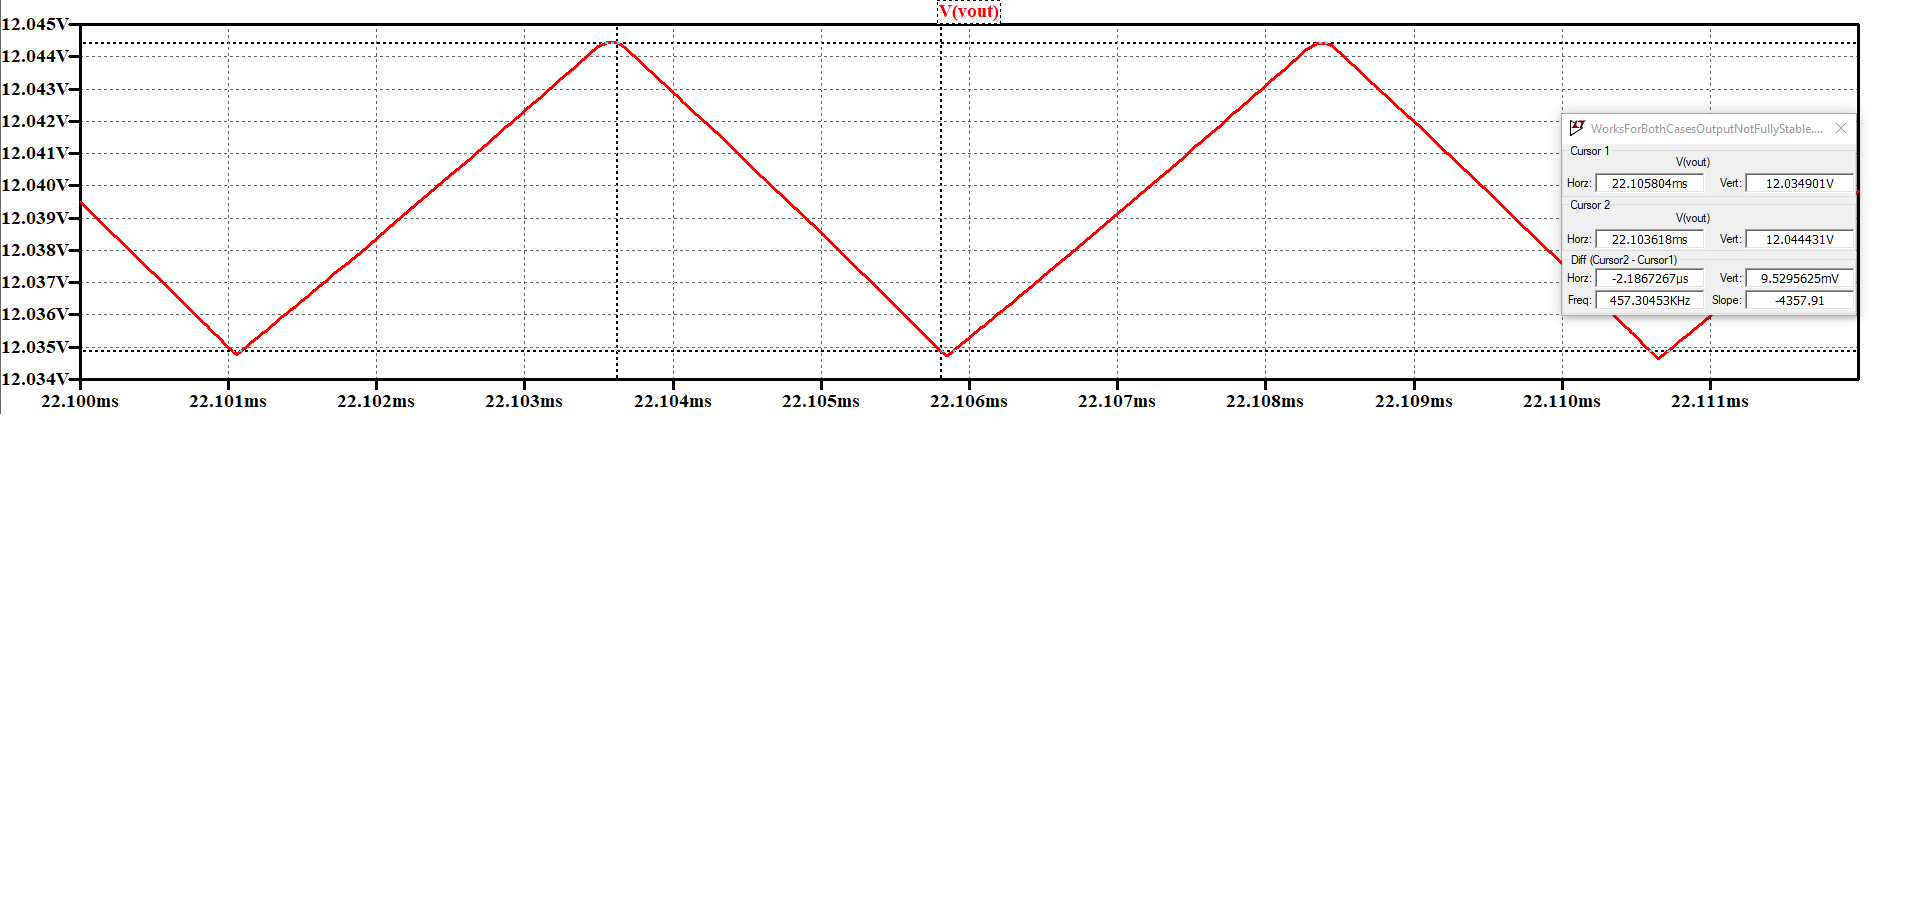 V(vout)
12.045V
12.044V
12.043V
12.042V
12.041V
12.040V
12.039V
12.038V
12.037V
12.036V
12.035V
12.034V
22.100ms 22.101ms 22.102ms 22.103ms 22.104ms 22.105ms 22.106ms 22.107ms 22.108ms 22.109ms 22.110ms 22.111ms
WorksForBothCasesOutputNotFullyStable....
Cursor 1
V(vout)
Horz: 22.105804ms Vert: 12.034901V
Cursor 2
V(vout)
Horz: 22.103618ms Vert: 12.044431V
Diff (Cursor2 - Cursor1)
Horz: -2.1867267µs Vert: 9.5295625mV
Freq: 457.30453KHz Slope: -4357.91